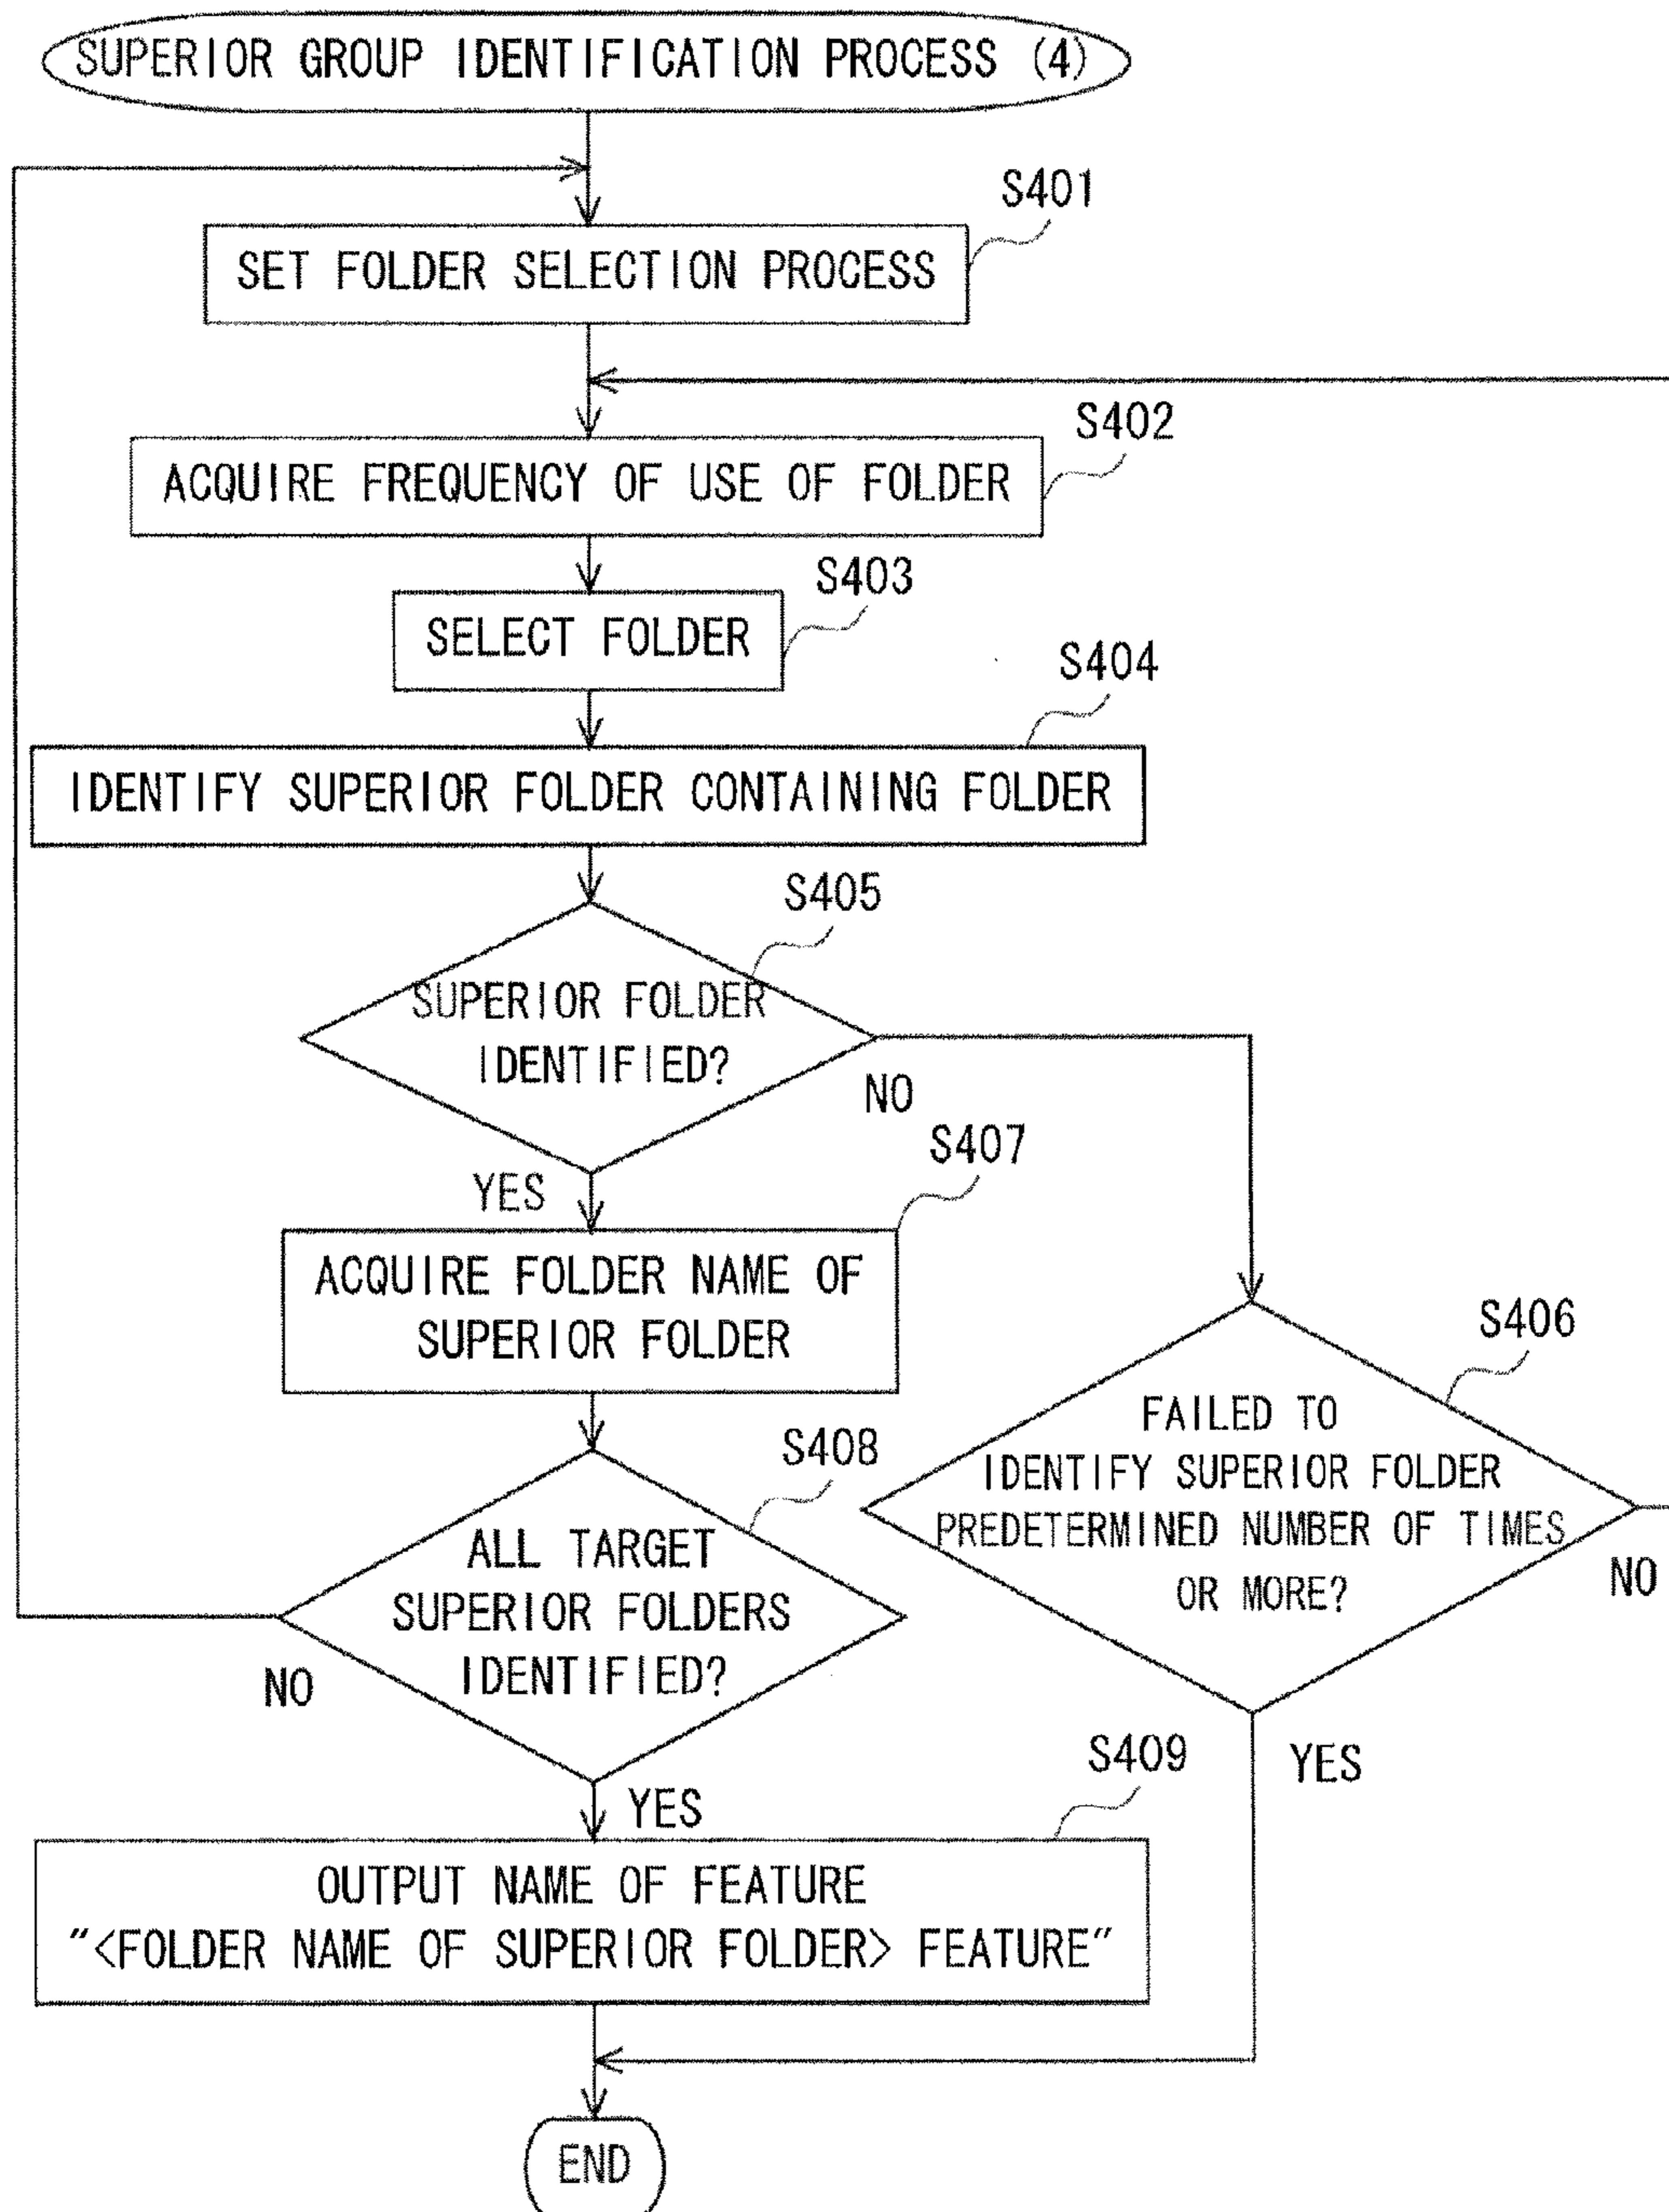 SUPERIOR GROUP IDENTIFICATION PROCESS (4)
S401
SET FOLDER SELECTION PROCESS
S402
ACQUIRE FREQUENCY OF USE OF FOLDER
S403
SELECT FOLDER
S404
IDENTIFY SUPERIOR FOLDER CONTAINING FOLDER
S405
SUPERIOR FOLDER
IDENTIFIED?
NO
YES
S407
ACQUIRE FOLDER NAME OF
SUPERIOR FOLDER
S406
FAILED TO
IDENTIFY SUPERIOR FOLDER
PREDETERMINED NUMBER OF TIMES
OR MORE?
NO
YES
S408
ALL TARGET
SUPERIOR FOLDERS
IDENTIFIED?
NO
YES
S409
OUTPUT NAME OF FEATURE
"<FOLDER NAME OF SUPERIOR FOLDER> FEATURE"
END